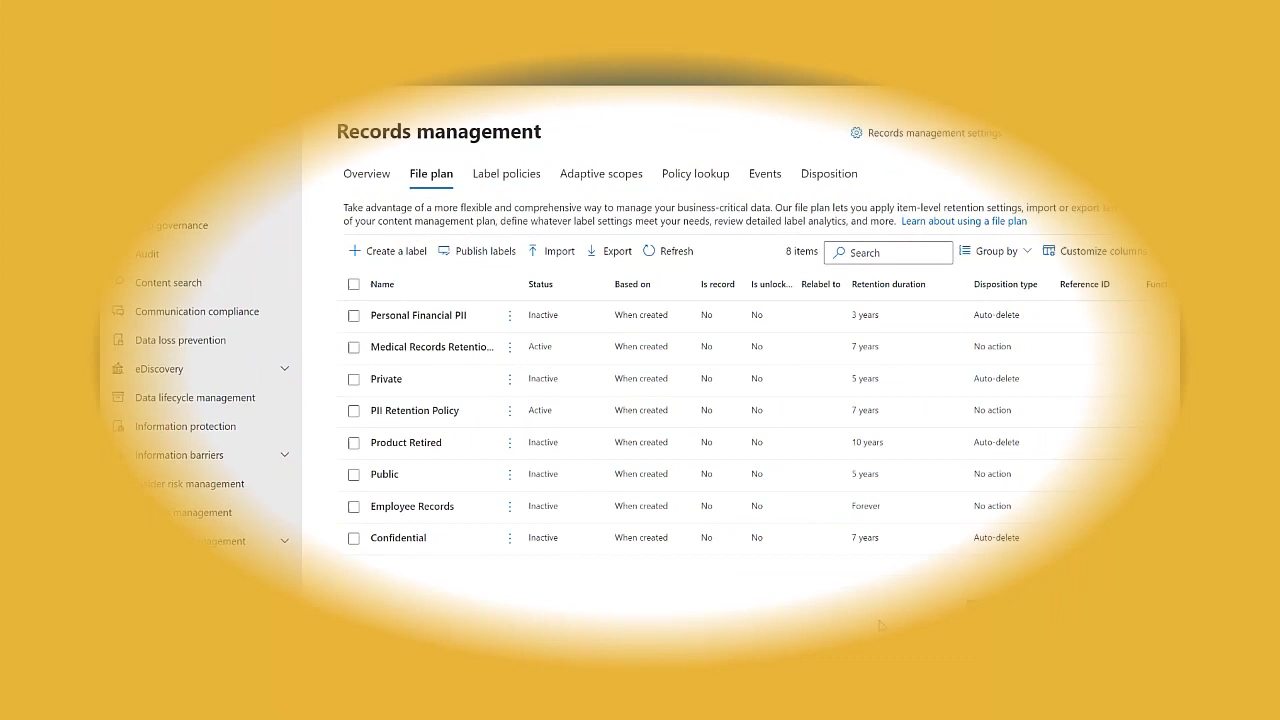 Records management
Records management settings
Overview File plan Label policies Adaptive scopes Policy lookup Events Disposition
Take advantage of a more flexible and comprehensive way to manage your business-critical data. Our file plan lets you apply item-level retention settings, import or export
of your content management plan, define whatever label settings meet your needs, review detailed label analytics, and more. Learn about using a file plan
Create a label Publish labels Import Export Refresh 8 items Search Group by Customize columns
Name Status Based on Is record Is unlock... Relabel to Retention duration Disposition type Reference ID
Personal Financial PII Inactive When created No No 3 years Auto-delete
Medical Records Retentio... Active When created No No 7 years No action
Private Inactive When created No No 5 years Auto-delete
PII Retention Policy Active When created No No 7 years No action
Product Retired Inactive When created No No 10 years Auto-delete
Public Inactive When created No No 5 years No action
Employee Records Inactive When created No No Forever No action
Confidential Inactive When created No No 7 years Auto-delete
governance
Audit
Content search
Communication compliance
Data loss prevention
eDiscovery
Data lifecycle management
Information protection
Information barriers
risk management
management